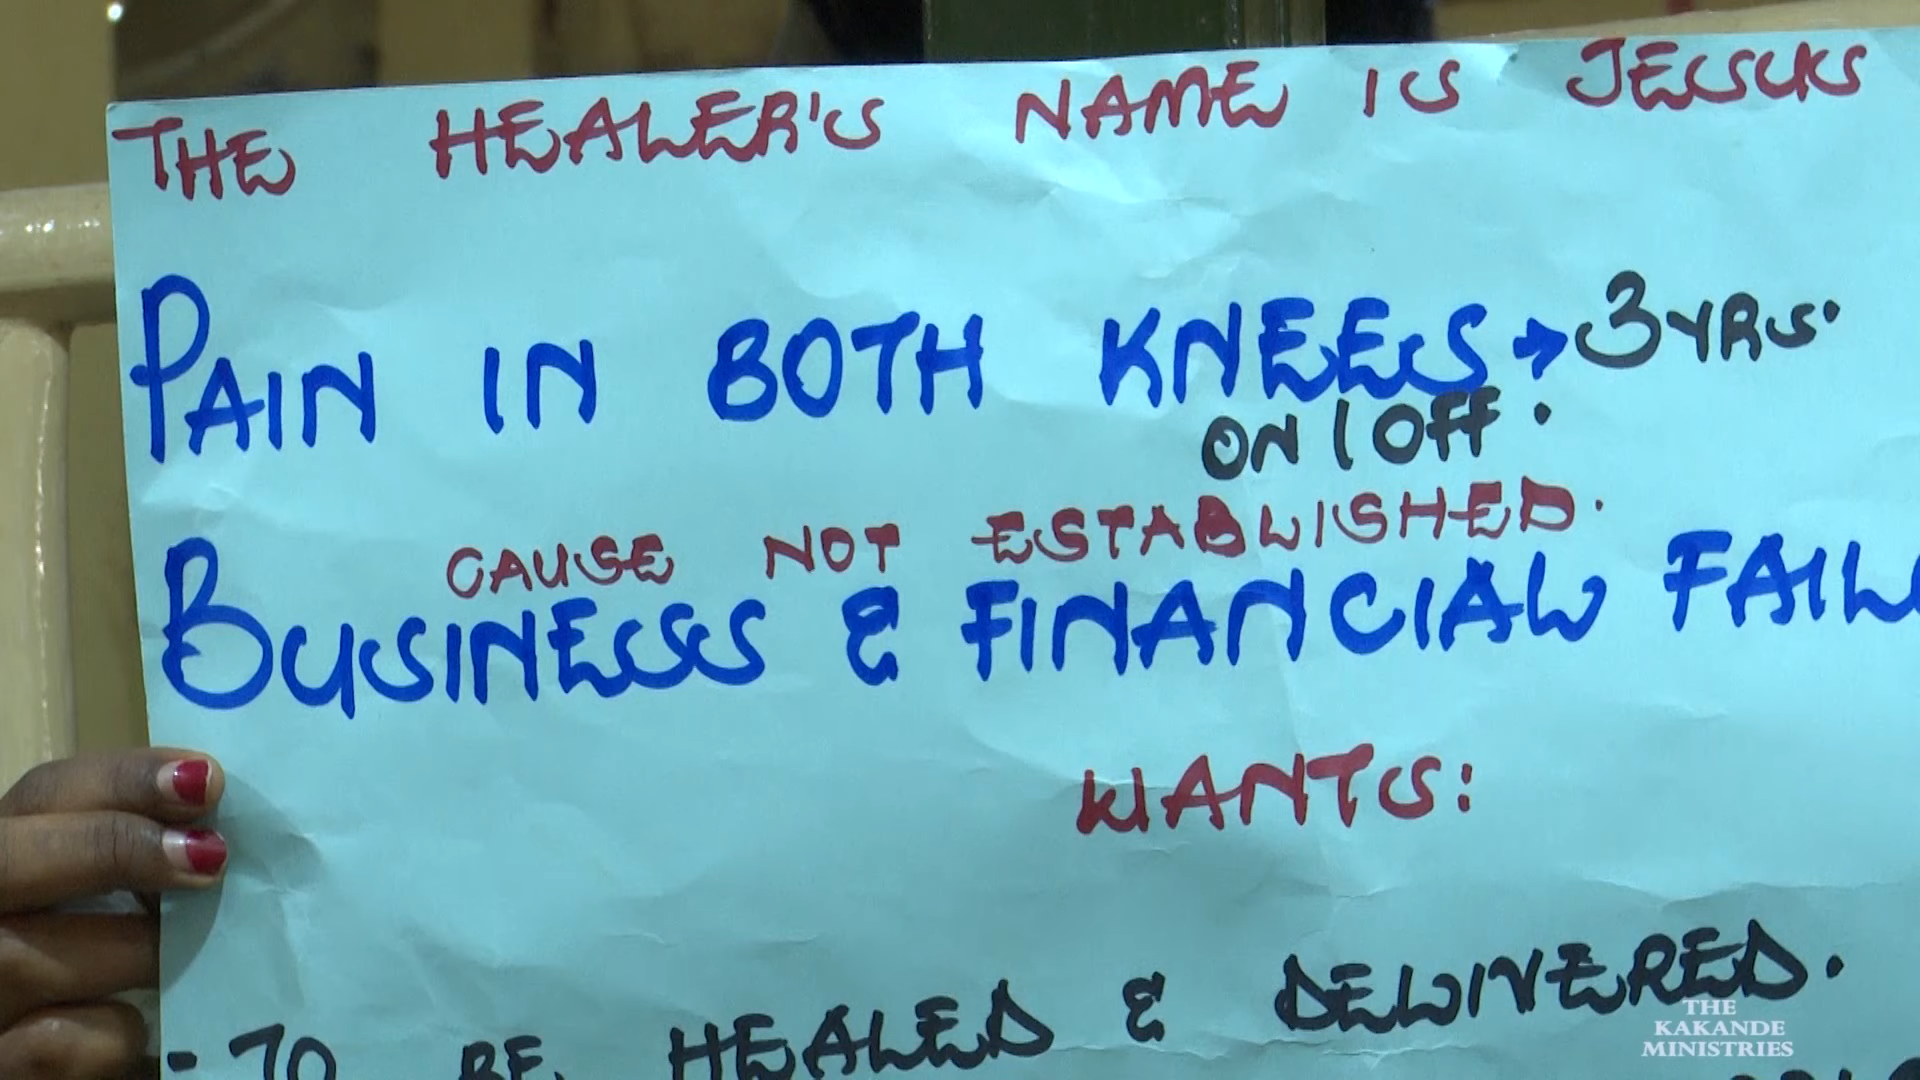 THE HEALER'S NAME IS JESUS
PAIN IN BOTH KNEES → 3YRS.
ON / OFF.
CAUSE NOT ESTABLISHED.
BUSINESS & FINANCIAL FAIL
WANTS:
- TO BE HEALED & DELIVERED.
THE
KAKANDE
MINISTRIES